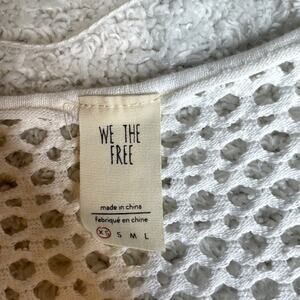 WE THE
FREE
made in china
fabriqué en chine
XS S M L